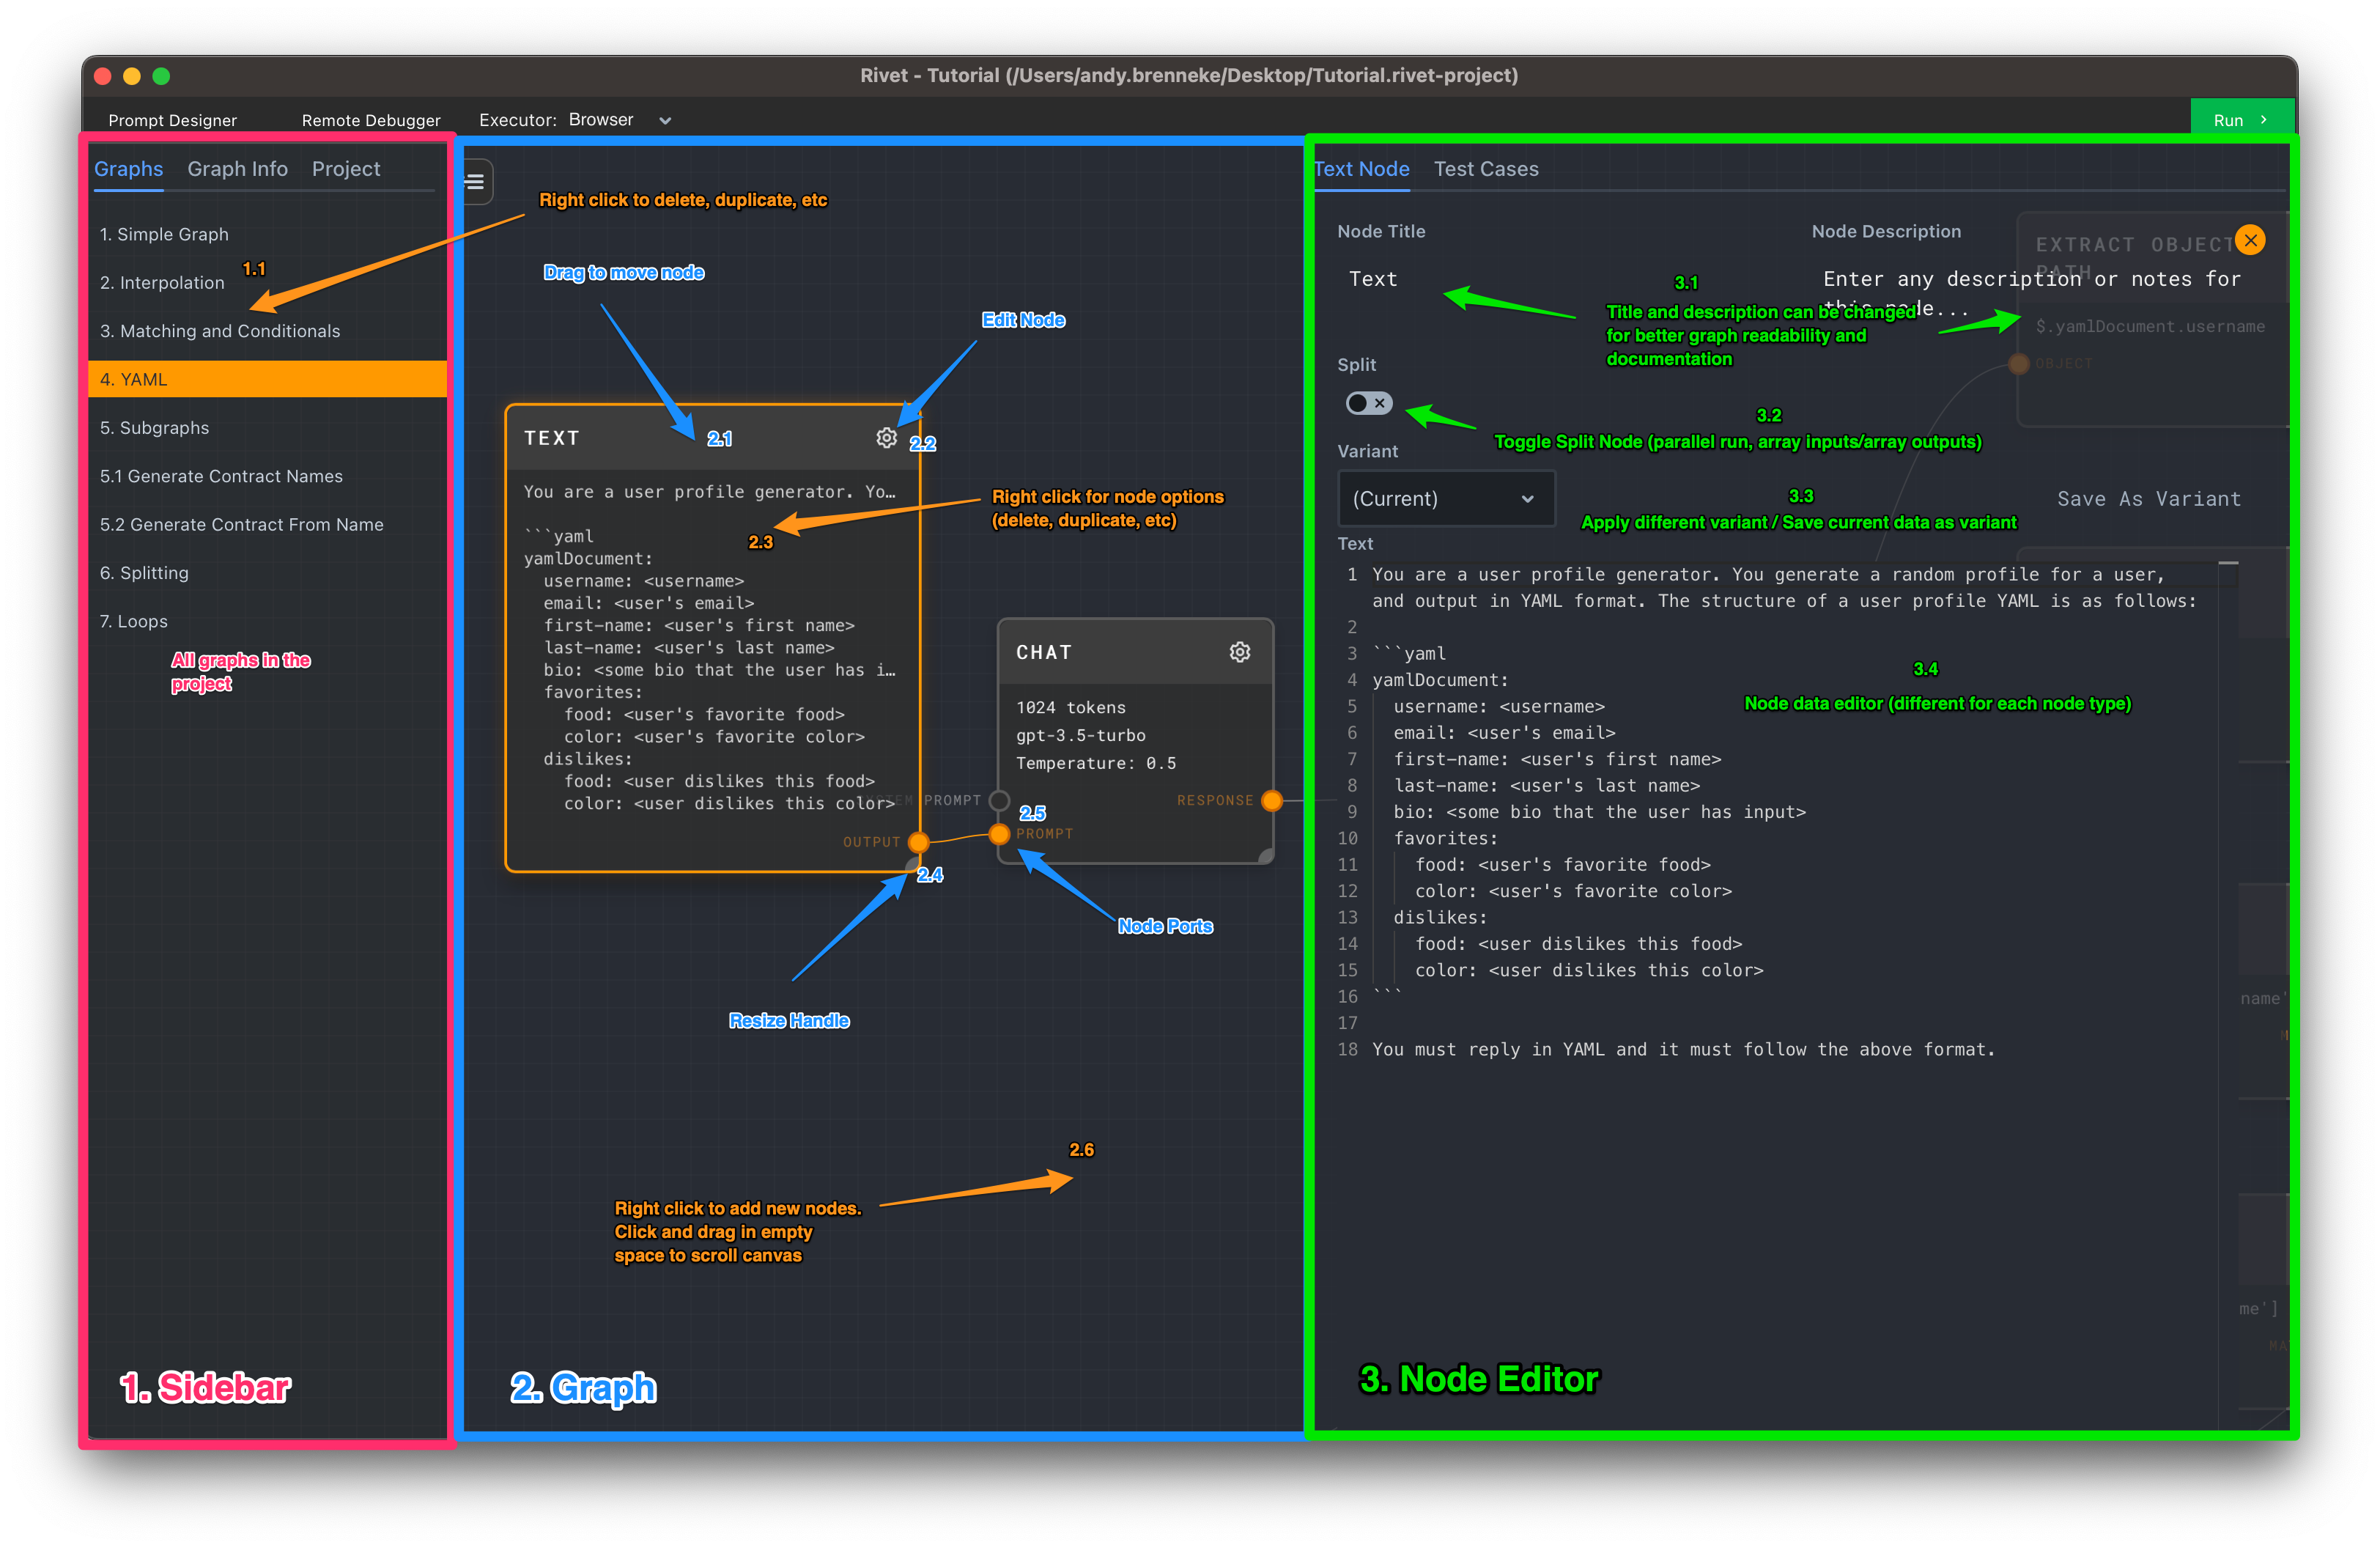 Rivet - Tutorial (/Users/andy.brenneke/Desktop/Tutorial.rivet-project)
Prompt Designer
Remote Debugger
Executor: Browser
Run
Graphs
Graph Info
Project
1. Simple Graph
1.1
2. Interpolation
3. Matching and Conditionals
4. YAML
5. Subgraphs
5.1 Generate Contract Names
5.2 Generate Contract From Name
6. Splitting
7. Loops
All graphs in the
project
1. Sidebar
Right click to delete, duplicate, etc
Drag to move node
Edit Node
TEXT
2.1
2.2
You are a user profile generator. Yo…
```yaml
2.3
yamlDocument:
username: <username>
email: <user's email>
first-name: <user's first name>
last-name: <user's last name>
bio: <some bio that the user has i…
favorites:
food: <user's favorite food>
color: <user's favorite color>
dislikes:
food: <user dislikes this food>
color: <user dislikes this color>
OUTPUT
2.4
Right click for node options
(delete, duplicate, etc)
CHAT
1024 tokens
gpt-3.5-turbo
Temperature: 0.5
PROMPT
RESPONSE
2.5
PROMPT
Node Ports
Resize Handle
2.6
Right click to add new nodes.
Click and drag in empty
space to scroll canvas
2. Graph
Text Node
Test Cases
Node Title
Node Description
Text
Enter any description or notes for
this node...
EXTRACT OBJECT
PATH
$.yamlDocument.username
OBJECT
3.1
Title and description can be changed
for better graph readability and
documentation
Split
3.2
Toggle Split Node (parallel run, array inputs/array outputs)
Variant
(Current)
3.3
Apply different variant / Save current data as variant
Save As Variant
Text
1 You are a user profile generator. You generate a random profile for a user,
and output in YAML format. The structure of a user profile YAML is as follows:
2
3 ```yaml
4 yamlDocument:
5 username: <username>
6 email: <user's email>
7 first-name: <user's first name>
8 last-name: <user's last name>
9 bio: <some bio that the user has input>
10 favorites:
11 food: <user's favorite food>
12 color: <user's favorite color>
13 dislikes:
14 food: <user dislikes this food>
15 color: <user dislikes this color>
16 ```
17
18 You must reply in YAML and it must follow the above format.
3.4
Node data editor (different for each node type)
name'
me']
MA
3. Node Editor